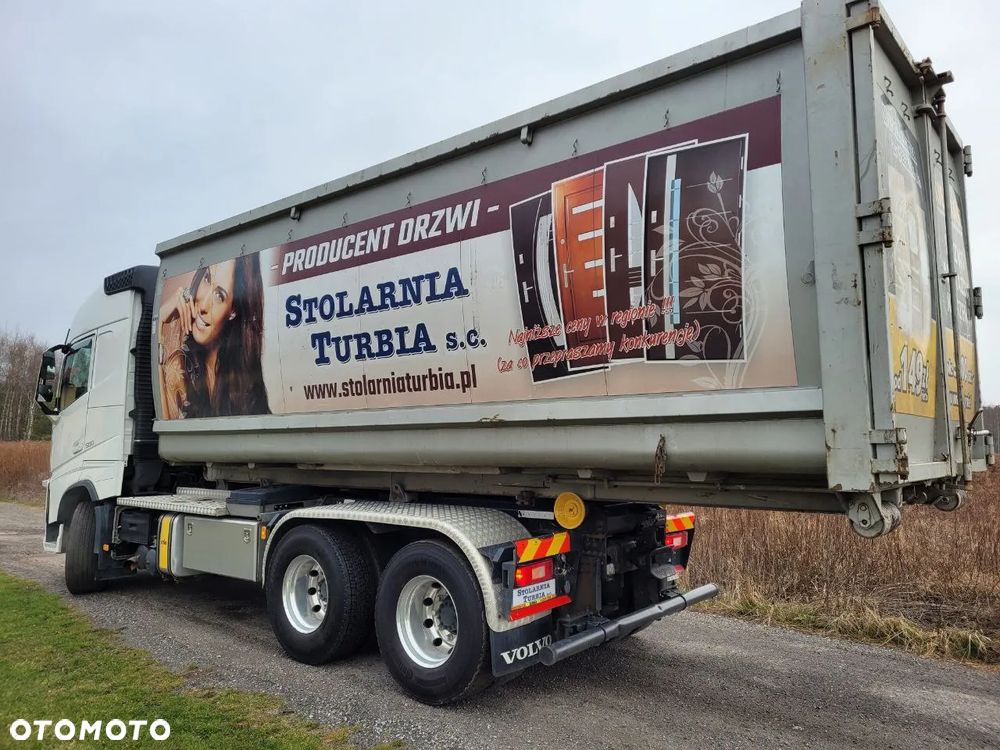 - PRODUCENT DRZWI -
STOLARNIA
TURBIA s.c.
www.stolarniaturbia.pl
Najniższe ceny w regionie !!!
(za co przepraszamy konkurencję)
STOLARNIA
TURBIA s.c.
VOLVO
OTOMOTO